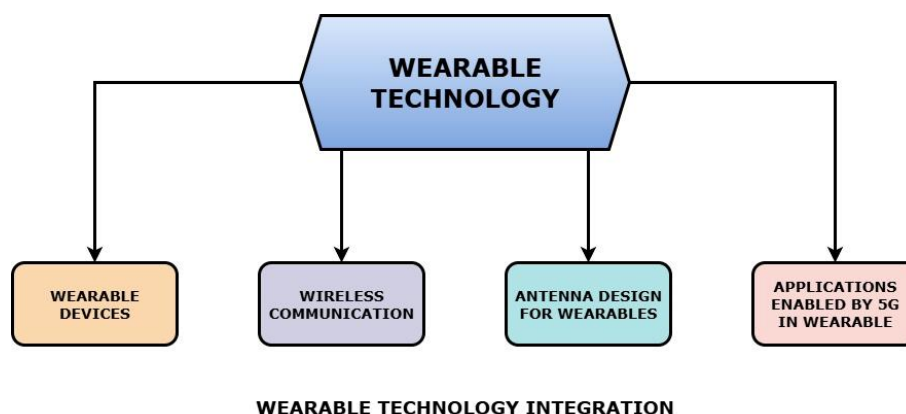 WEARABLE
TECHNOLOGY
WEARABLE
DEVICES
WIRELESS
COMMUNICATION
ANTENNA DESIGN
FOR WEARABLES
APPLICATIONS
ENABLED BY 5G
IN WEARABLE
WEARABLE TECHNOLOGY INTEGRATION